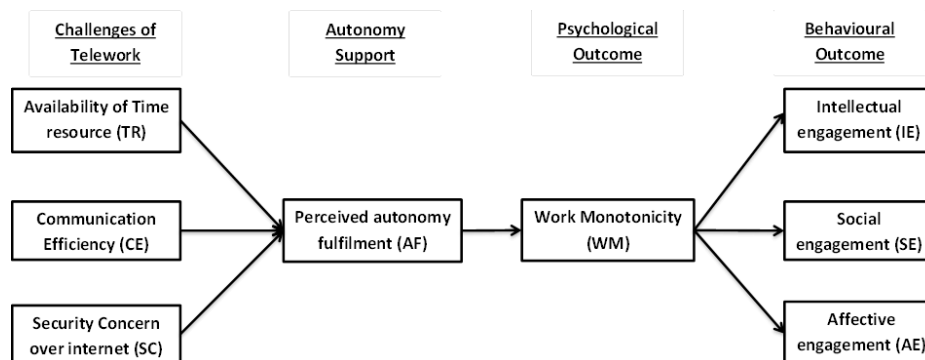 Challenges of
Telework
Autonomy
Support
Psychological
Outcome
Behavioural
Outcome
Availability of Time
resource (TR)
Communication
Efficiency (CE)
Security Concern
over internet (SC)
Perceived autonomy
fulfilment (AF)
Work Monotonicity
(WM)
Intellectual
engagement (IE)
Social
engagement (SE)
Affective
engagement (AE)